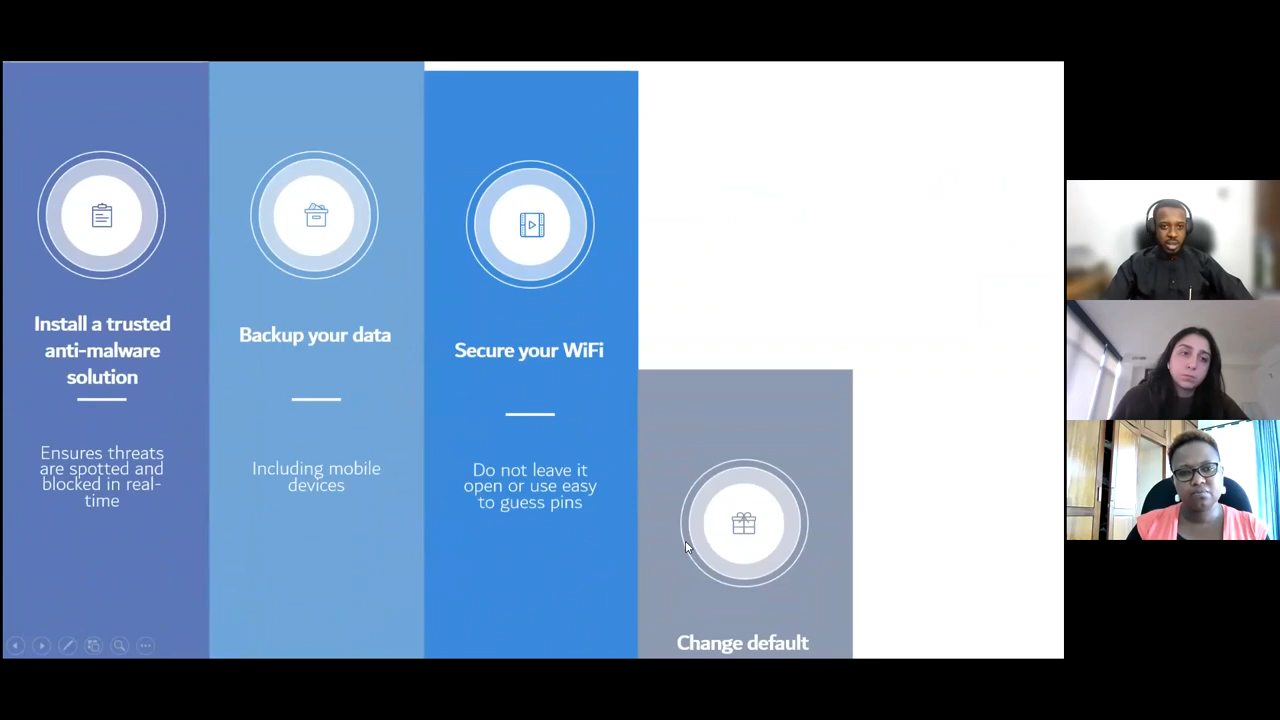 Install a trusted
anti-malware
solution
Ensures threats
are spotted and
blocked in real-
time
Backup your data
Including mobile
devices
Secure your WiFi
Do not leave it
open or use easy
to guess pins
Change default